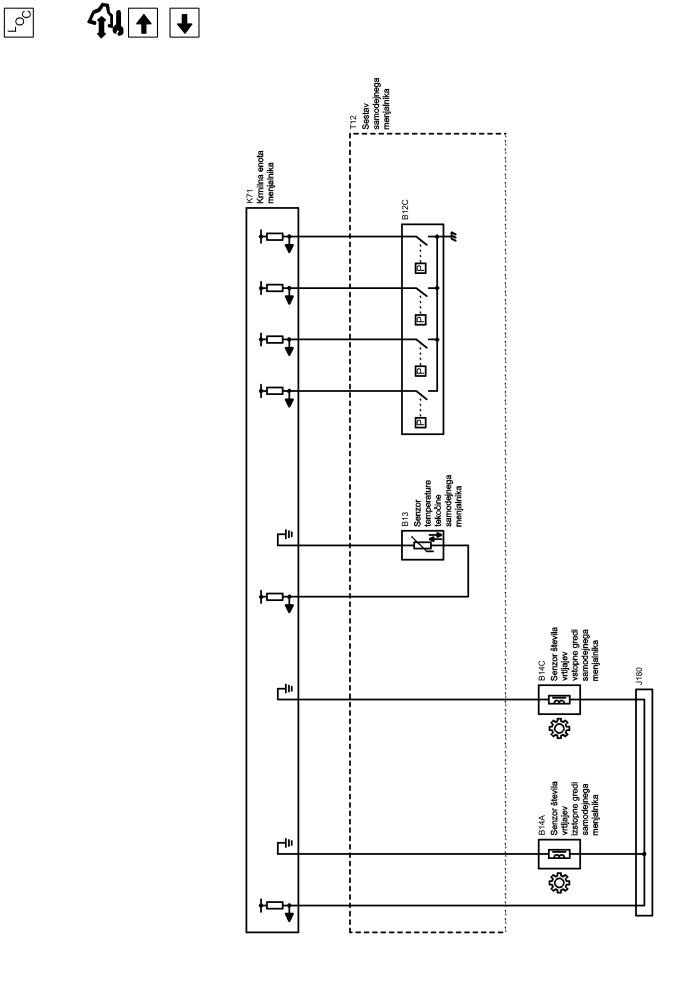 LOC
T12
Sestav
samodejnega
menjalnika
K71
Krmilna enota
menjalnika
B12C
P
P
P
P
B13
Senzor
temperature
tekočine
samodejnega
menjalnika
B14C
Senzor števila
vrtljajev
vstopne gredi
samodejnega
menjalnika
J180
B14A
Senzor števila
vrtljajev
izstopne gredi
samodejnega
menjalnika